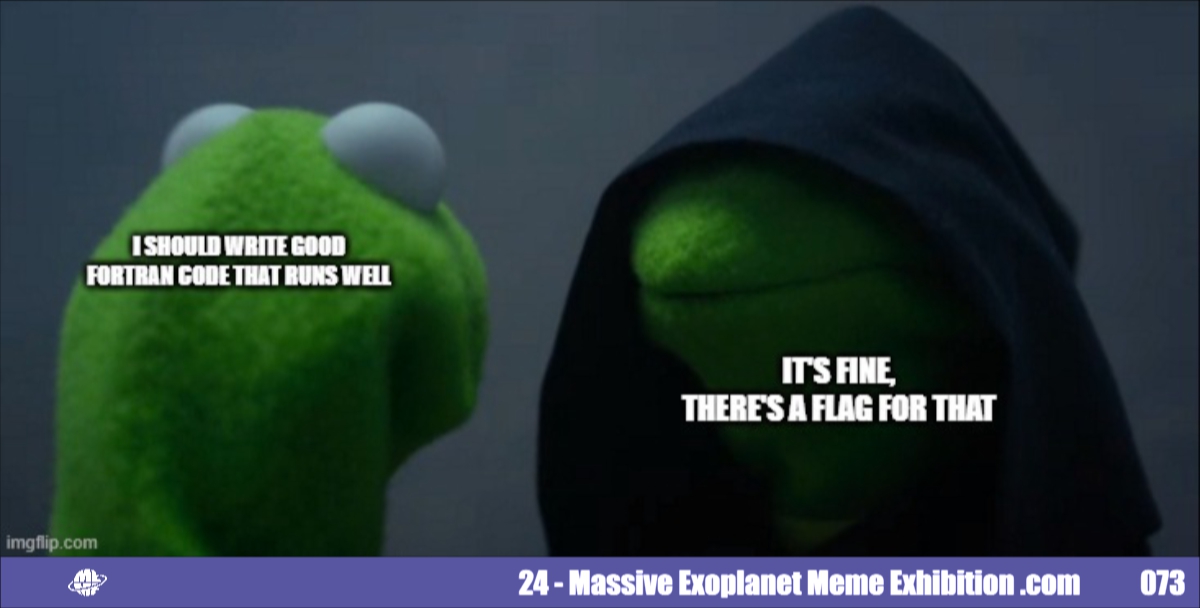 I SHOULD WRITE GOOD
FORTRAN CODE THAT RUNS WELL
IT'S FINE,
THERE'S A FLAG FOR THAT
imgflip.com
24 - Massive Exoplanet Meme Exhibition .com 073